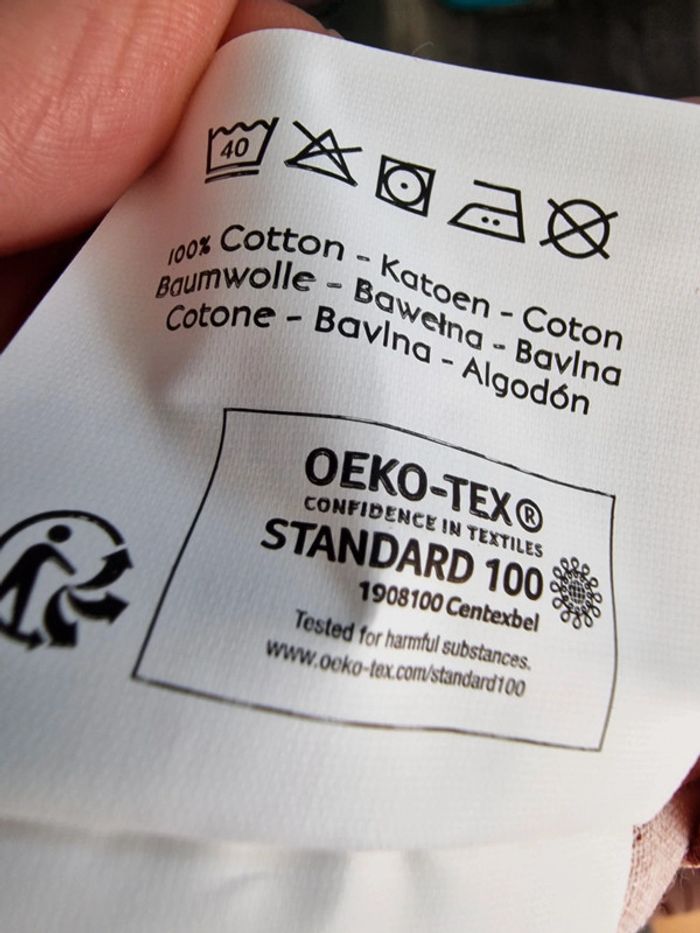 40
100% Cotton - Katoen - Coton
Baumwolle - Bawełna - Bavlna
Cotone - Bavlna - Algodón
OEKO-TEX®
CONFIDENCE IN TEXTILES
STANDARD 100
1908100 Centexbel
Tested for harmful substances.
www.oeko-tex.com/standard100